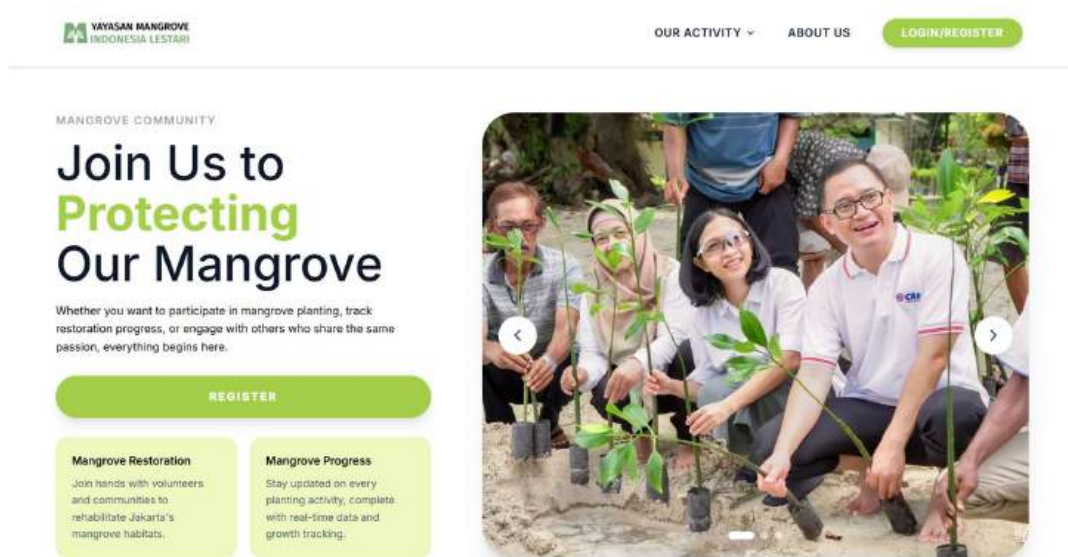 YAYASAN MANGROVE
INDONESIA LESTARI
OUR ACTIVITY
ABOUT US
LOGIN/REGISTER
MANGROVE COMMUNITY
Join Us to
Protecting
Our Mangrove
Whether you want to participate in mangrove planting, track
restoration progress, or engage with others who share the same
passion, everything begins here.
REGISTER
Mangrove Restoration
Join hands with volunteers
and communities to
rehabilitate Jakarta's
mangrove habitats.
Mangrove Progress
Stay updated on every
planting activity, complete
with real-time data and
growth tracking.